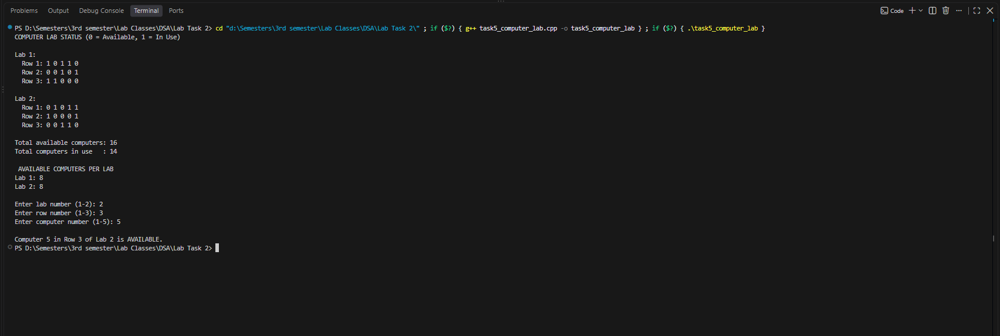 Problems Output Debug Console Terminal Ports Code
PS D:\Semesters\3rd semester\Lab Classes\DSA\Lab Task 2> cd "d:\Semesters\3rd semester\Lab Classes\DSA\Lab Task 2\" ; if ($?) { g++ task5_computer_lab.cpp -o task5_computer_lab } ; if ($?) { .\task5_computer_lab }
COMPUTER LAB STATUS (0 = Available, 1 = In Use)
Lab 1:
Row 1: 1 0 1 1 0
Row 2: 0 0 1 0 1
Row 3: 1 1 0 0 0
Lab 2:
Row 1: 0 1 0 1 1
Row 2: 1 0 0 0 1
Row 3: 0 0 1 1 0
Total available computers: 16
Total computers in use   : 14
AVAILABLE COMPUTERS PER LAB
Lab 1: 8
Lab 2: 8
Enter lab number (1-2): 2
Enter row number (1-3): 3
Enter computer number (1-5): 5
Computer 5 in Row 3 of Lab 2 is AVAILABLE.
PS D:\Semesters\3rd semester\Lab Classes\DSA\Lab Task 2>